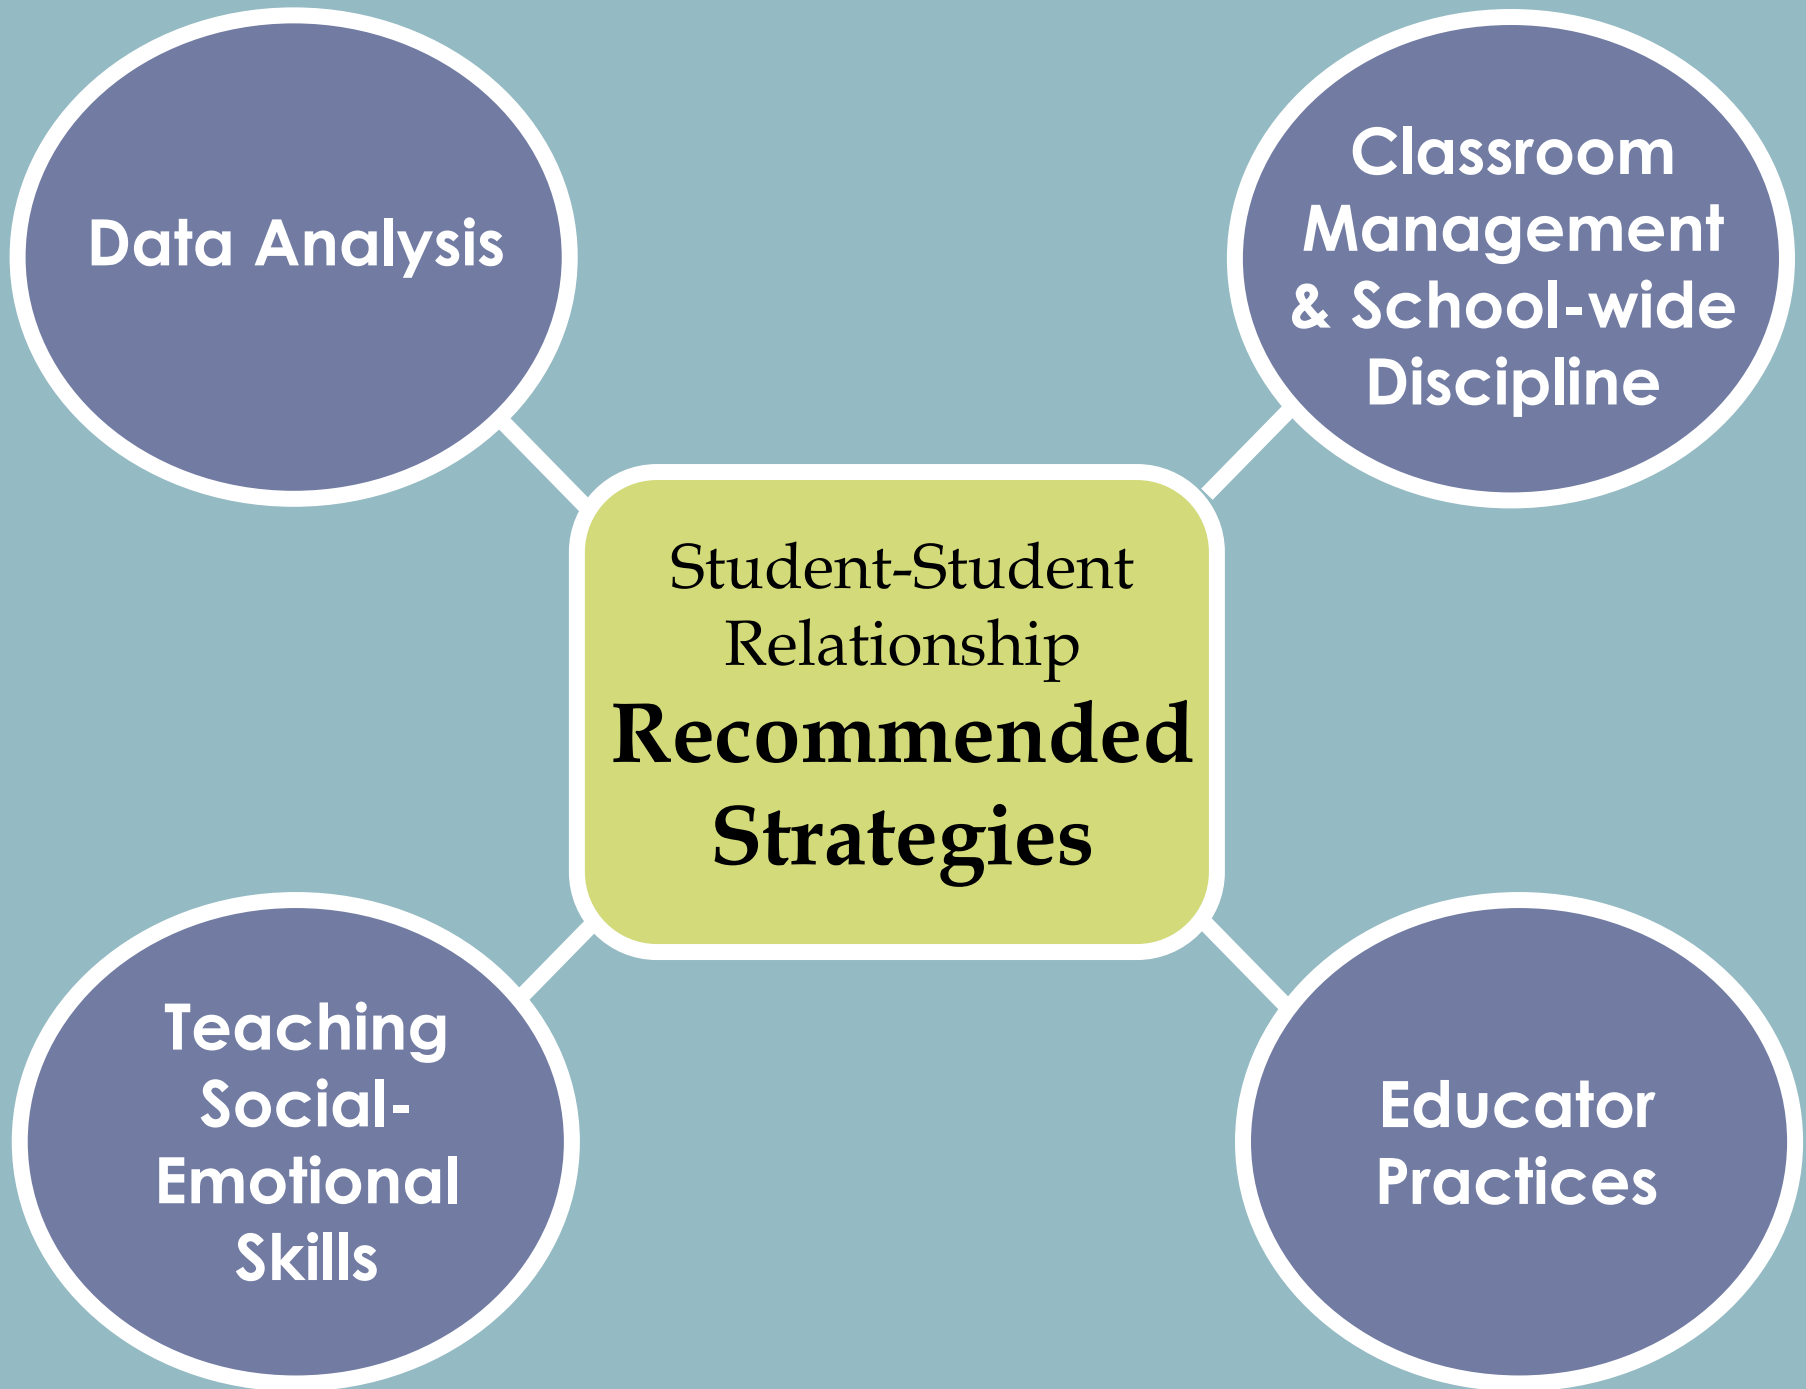 Data Analysis
Classroom
Management
& School-wide
Discipline
Student-Student
Relationship
Recommended
Strategies
Teaching
Social-
Emotional
Skills
Educator
Practices